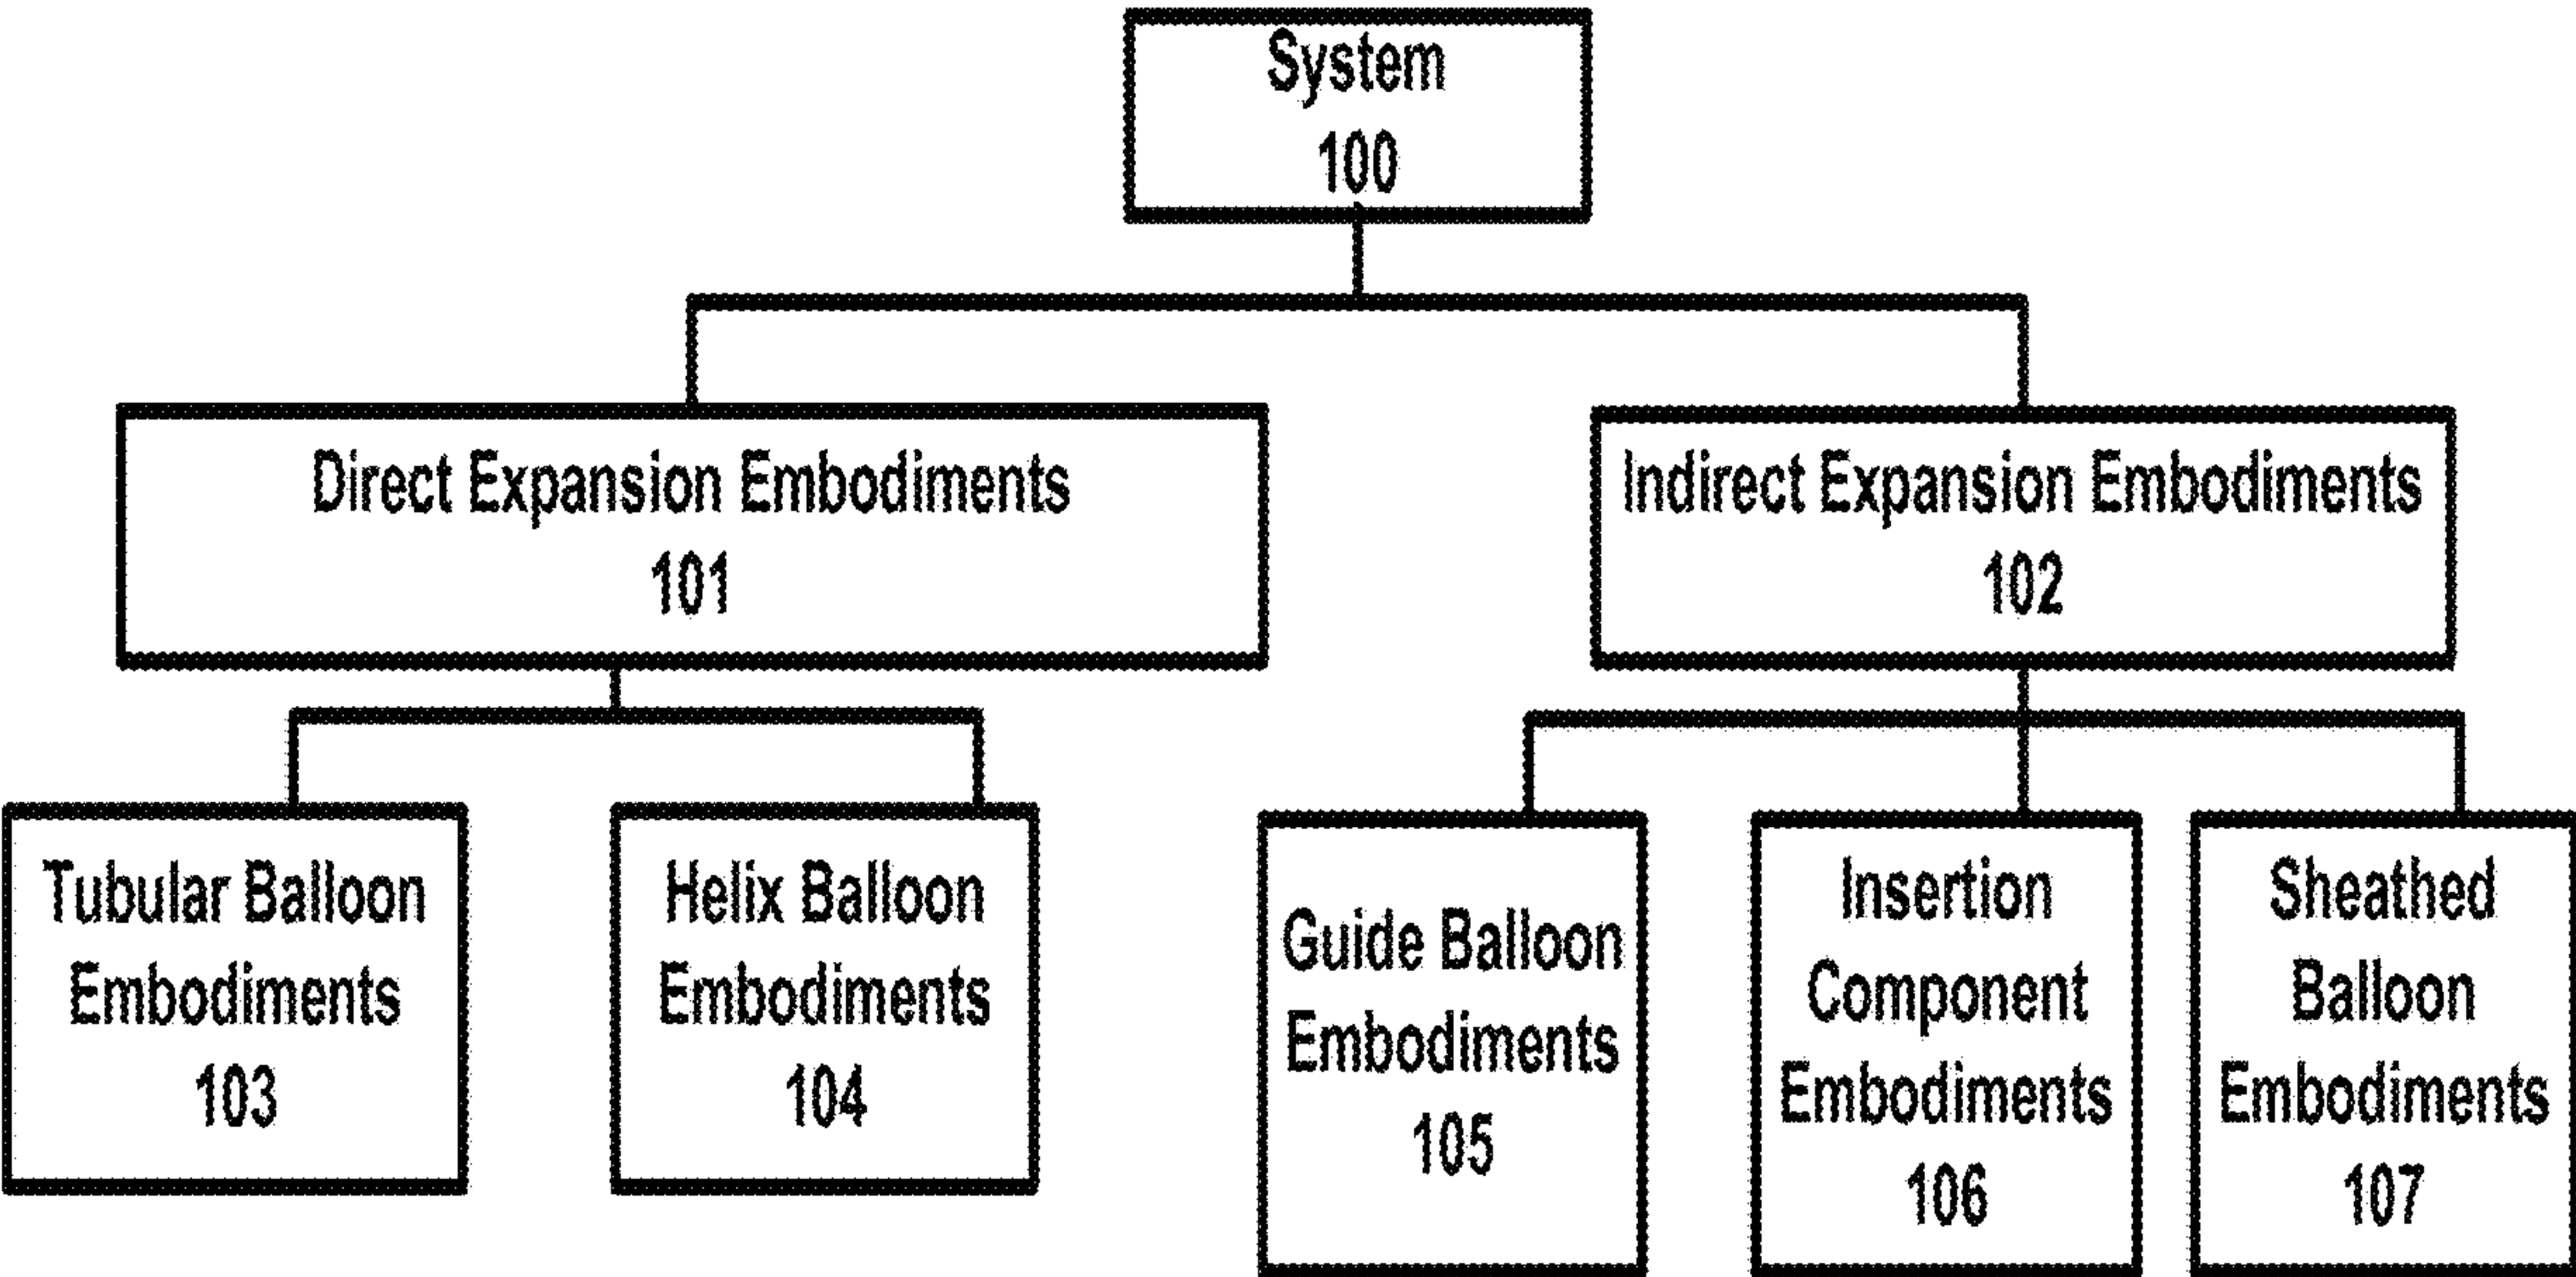 System
100
Direct Expansion Embodiments
101
Indirect Expansion Embodiments
102
Tubular Balloon
Embodiments
103
Helix Balloon
Embodiments
104
Guide Balloon
Embodiments
105
Insertion
Component
Embodiments
106
Sheathed
Balloon
Embodiments
107